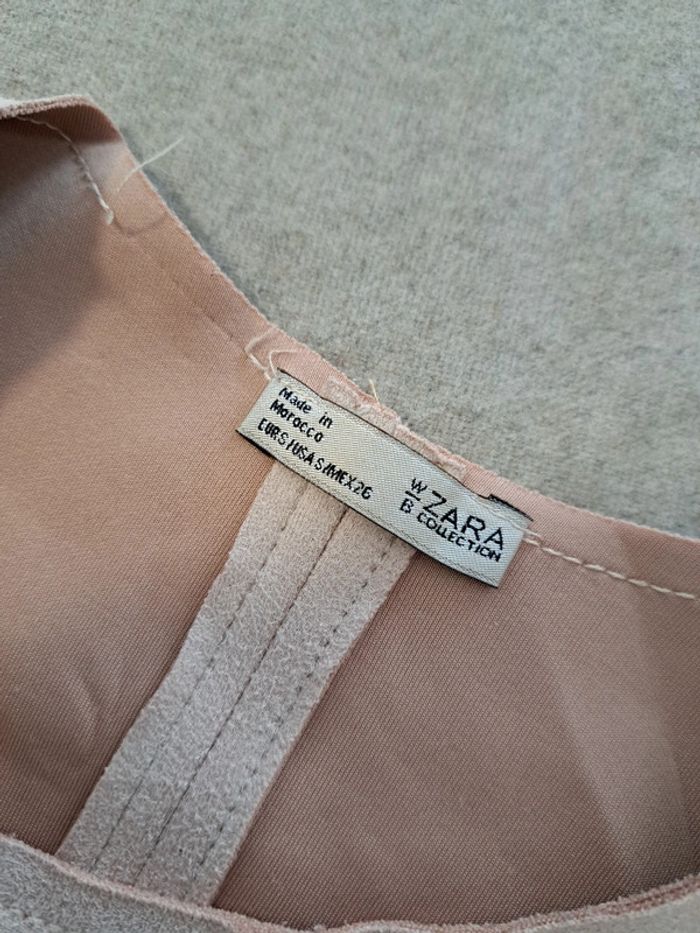 Made in
Morocco
EUR S/USA S/MEX 26
W
B
ZARA
COLLECTION